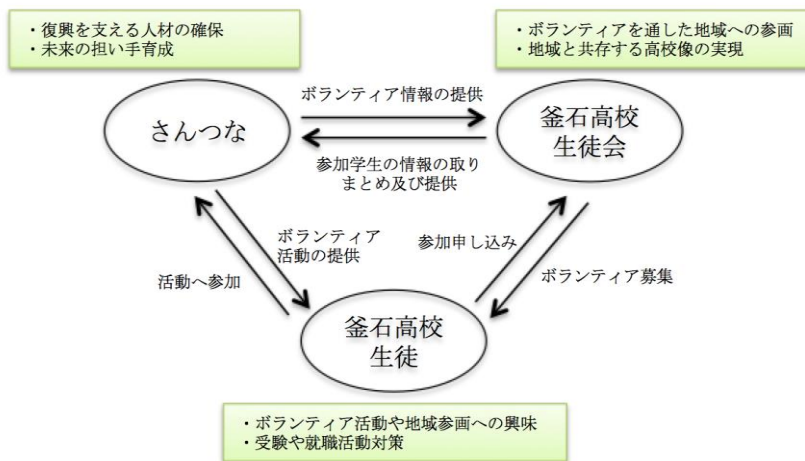 ・復興を支える人材の確保
・未来の担い手育成
・ボランティアを通した地域への参画
・地域と共存する高校像の実現
さんつな
ボランティア情報の提供
参加学生の情報の取り
まとめ及び提供
釜石高校
生徒会
活動へ参加
ボランティア
活動の提供
参加申し込み
ボランティア募集
釜石高校
生徒
・ボランティア活動や地域参画への興味
・受験や就職活動対策